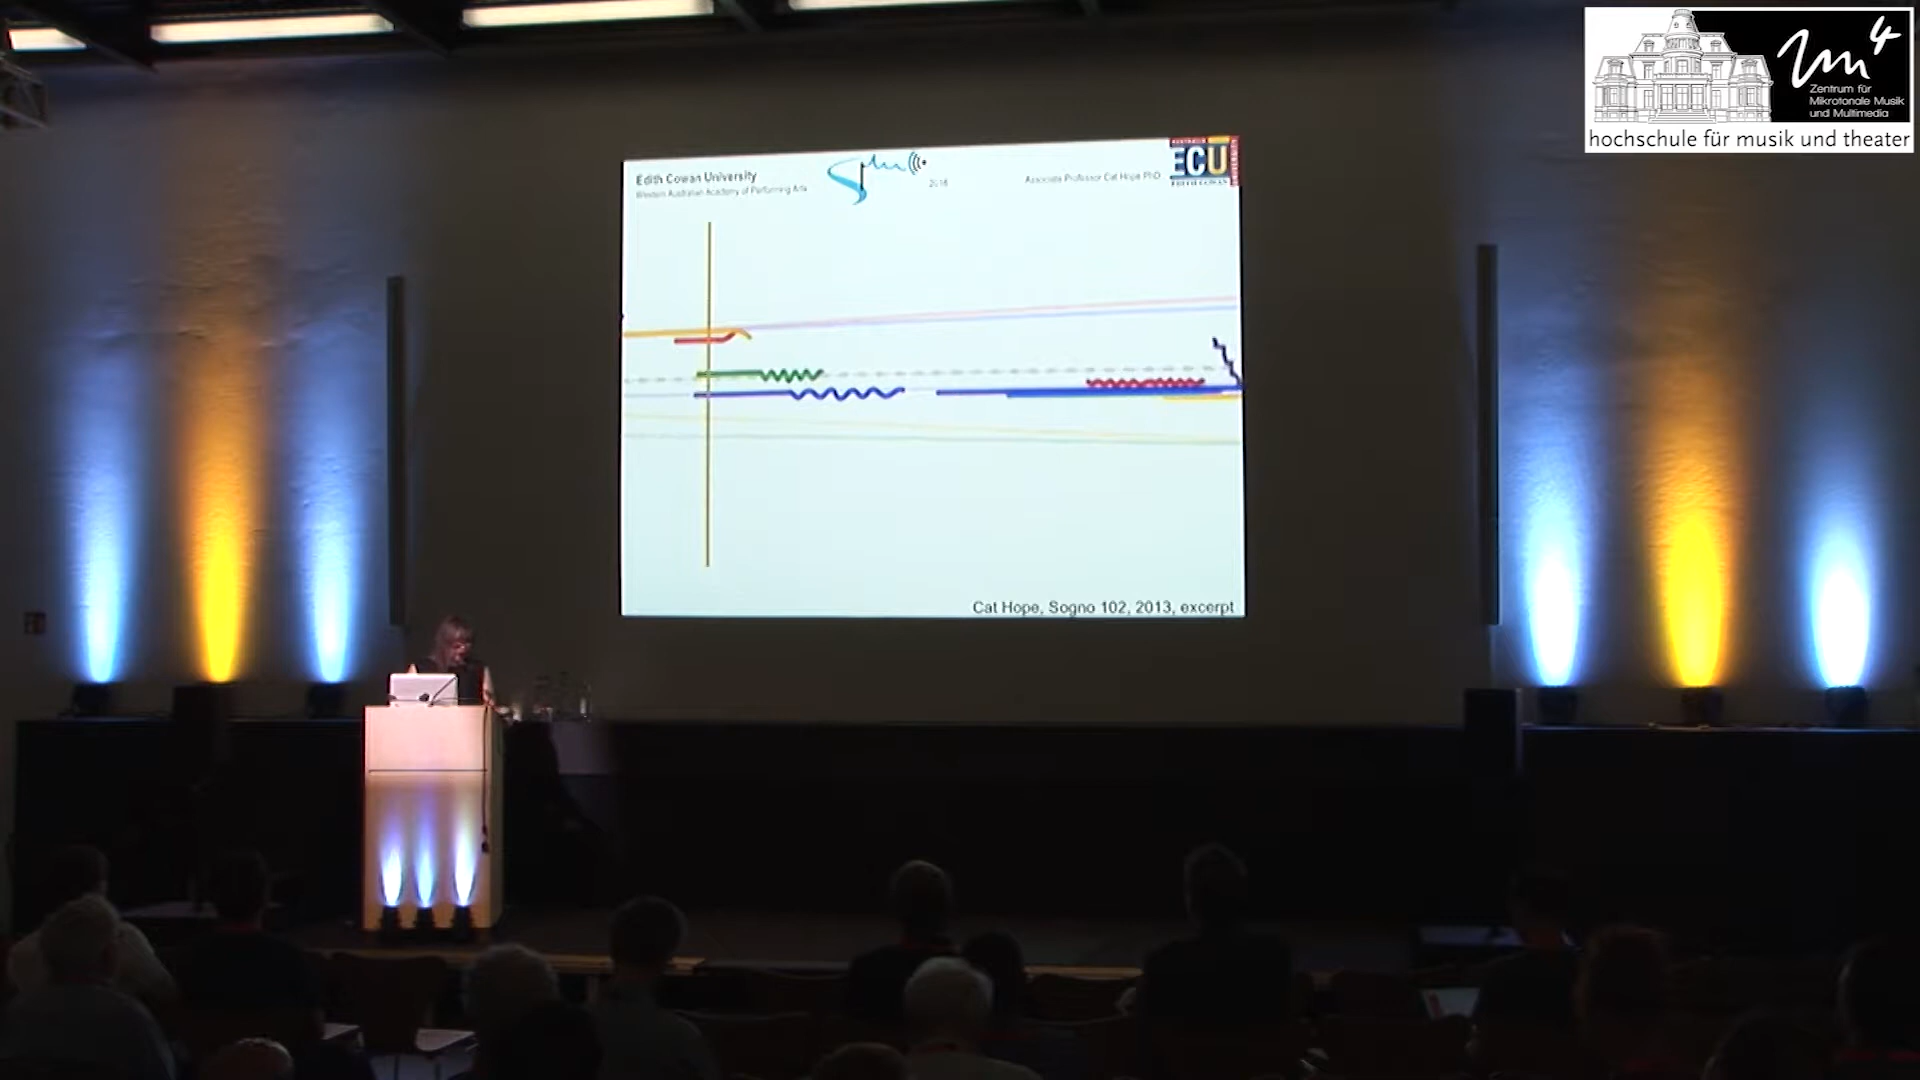 m4
Zentrum für
Mikrotonale Musik
und Multimedia
hochschule für musik und theater
Edith Cowan University
Western Australian Academy of Performing Arts
Associate Professor Cat Hope PhD
ECU
Cat Hope, Sogno 102, 2013, excerpt